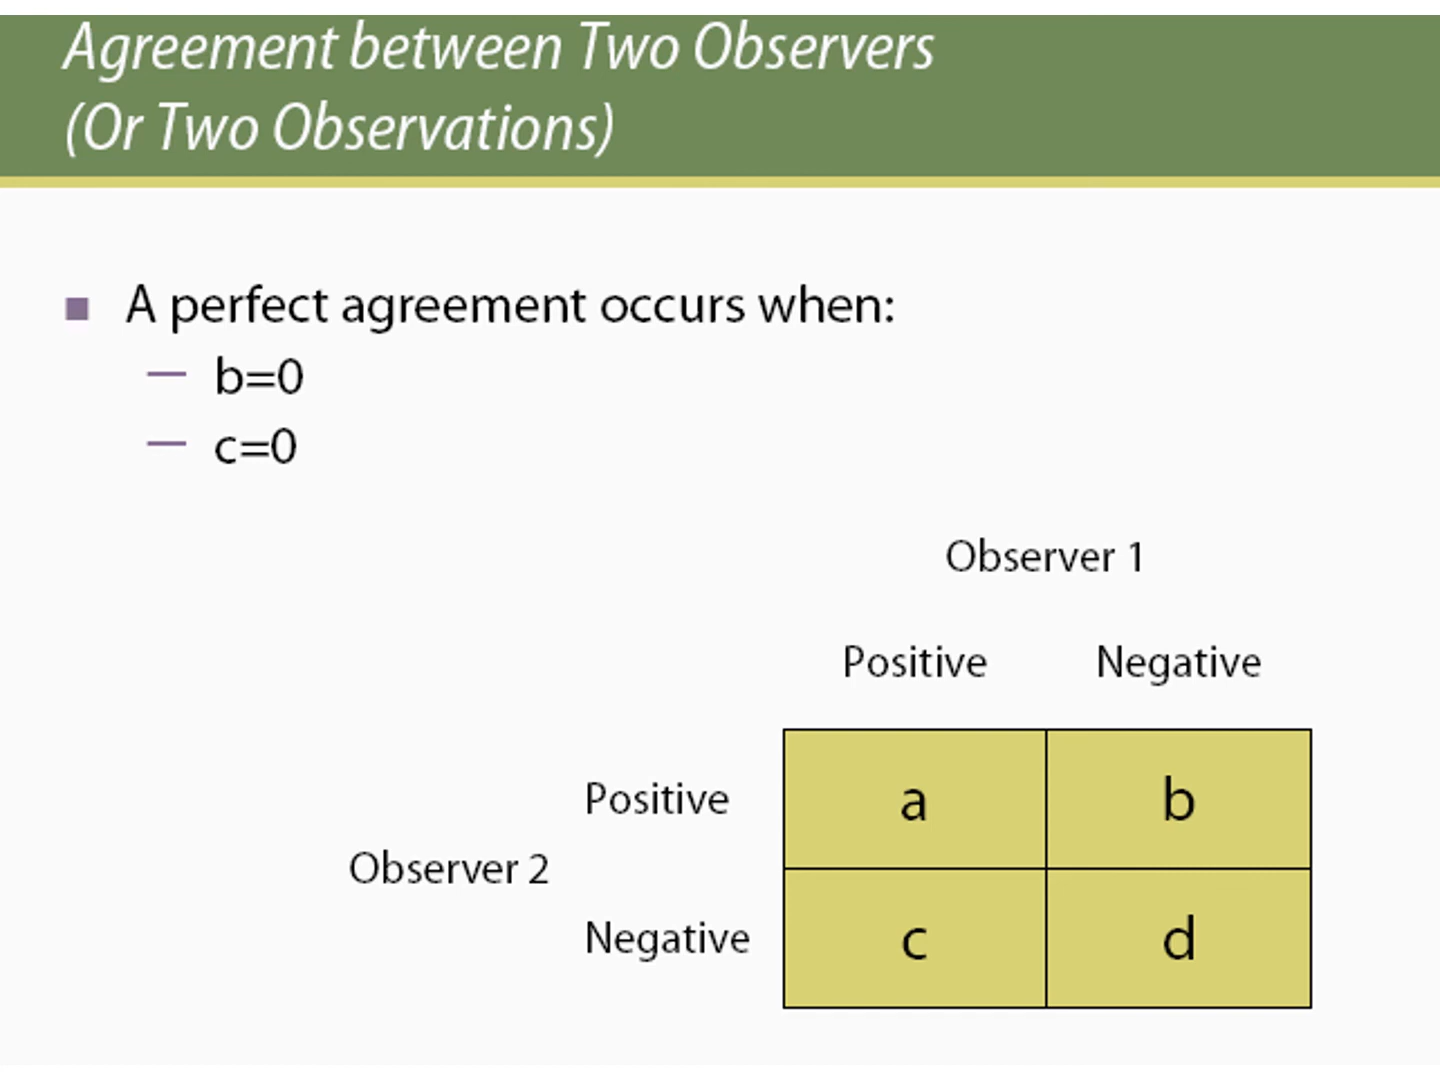 Agreement between Two Observers
(Or Two Observations)
A perfect agreement occurs when:
— b=0
— c=0
Observer 1
Positive Negative
Positive a b
Observer 2
Negative c d